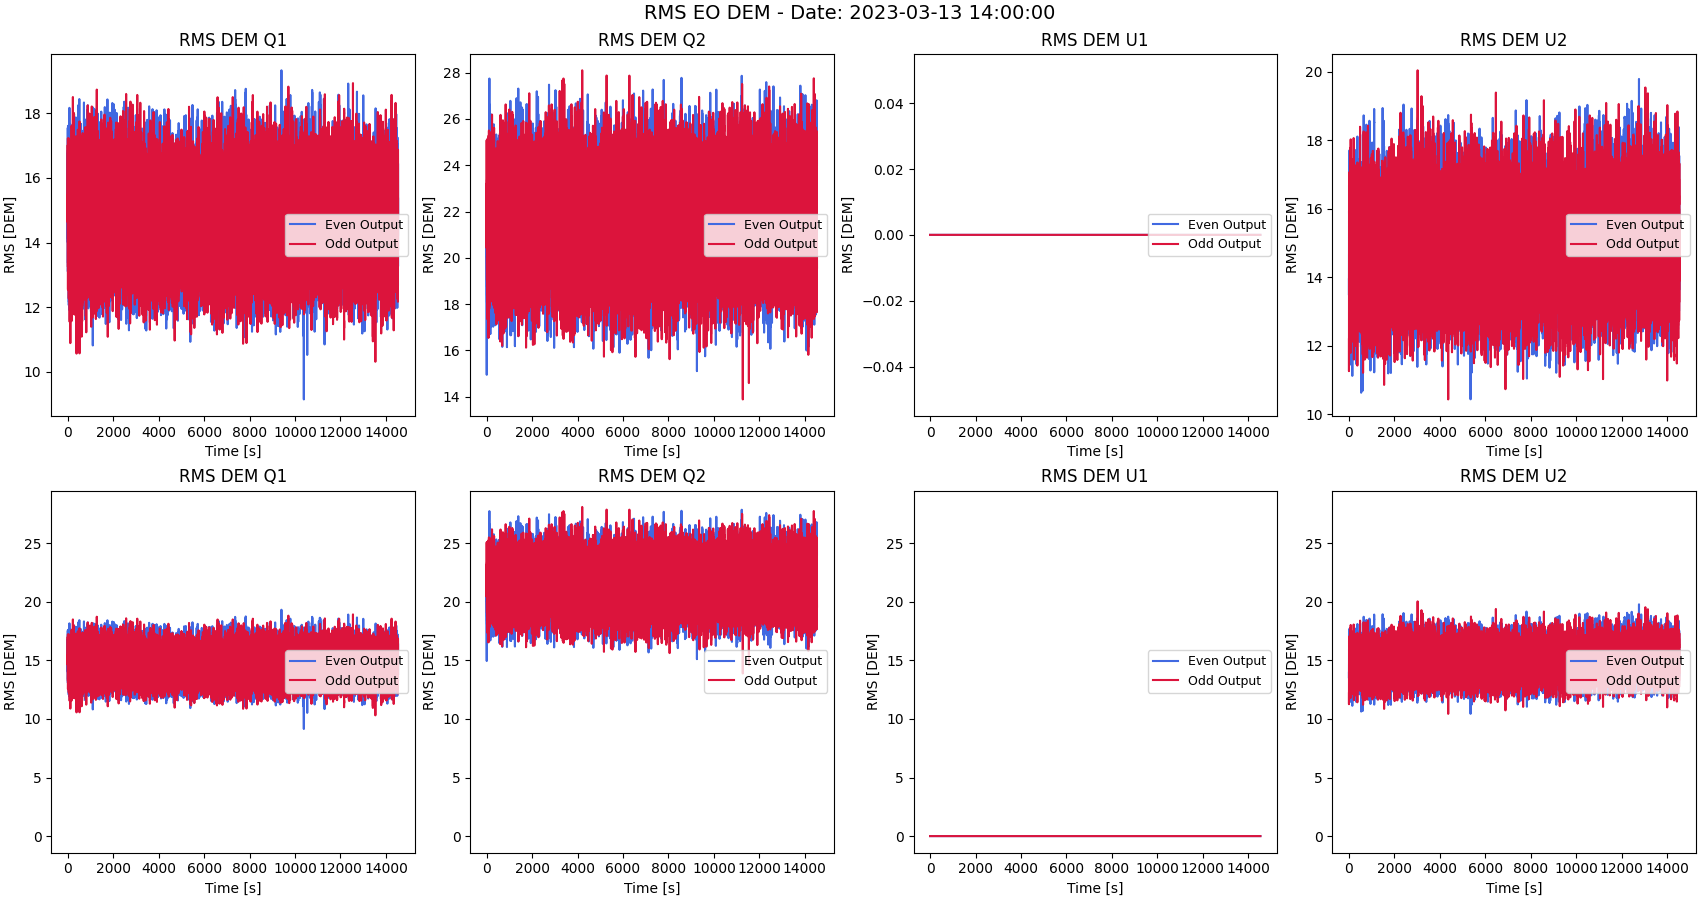 RMS EO DEM - Date: 2023-03-13 14:00:00
RMS DEM Q1
RMS [DEM]
18
16
14
12
10
Even Output
Odd Output
0 2000 4000 6000 8000 10000 12000 14000
Time [s]
RMS DEM Q2
RMS [DEM]
28
26
24
22
20
18
16
14
Even Output
Odd Output
0 2000 4000 6000 8000 10000 12000 14000
Time [s]
RMS DEM U1
RMS [DEM]
0.04
0.02
0.00
−0.02
−0.04
Even Output
Odd Output
0 2000 4000 6000 8000 10000 12000 14000
Time [s]
RMS DEM U2
RMS [DEM]
20
18
16
14
12
10
Even Output
Odd Output
0 2000 4000 6000 8000 10000 12000 14000
Time [s]
RMS DEM Q1
RMS [DEM]
25
20
15
10
5
0
Even Output
Odd Output
0 2000 4000 6000 8000 10000 12000 14000
Time [s]
RMS DEM Q2
RMS [DEM]
25
20
15
10
5
0
Even Output
Odd Output
0 2000 4000 6000 8000 10000 12000 14000
Time [s]
RMS DEM U1
RMS [DEM]
25
20
15
10
5
0
Even Output
Odd Output
0 2000 4000 6000 8000 10000 12000 14000
Time [s]
RMS DEM U2
RMS [DEM]
25
20
15
10
5
0
Even Output
Odd Output
0 2000 4000 6000 8000 10000 12000 14000
Time [s]